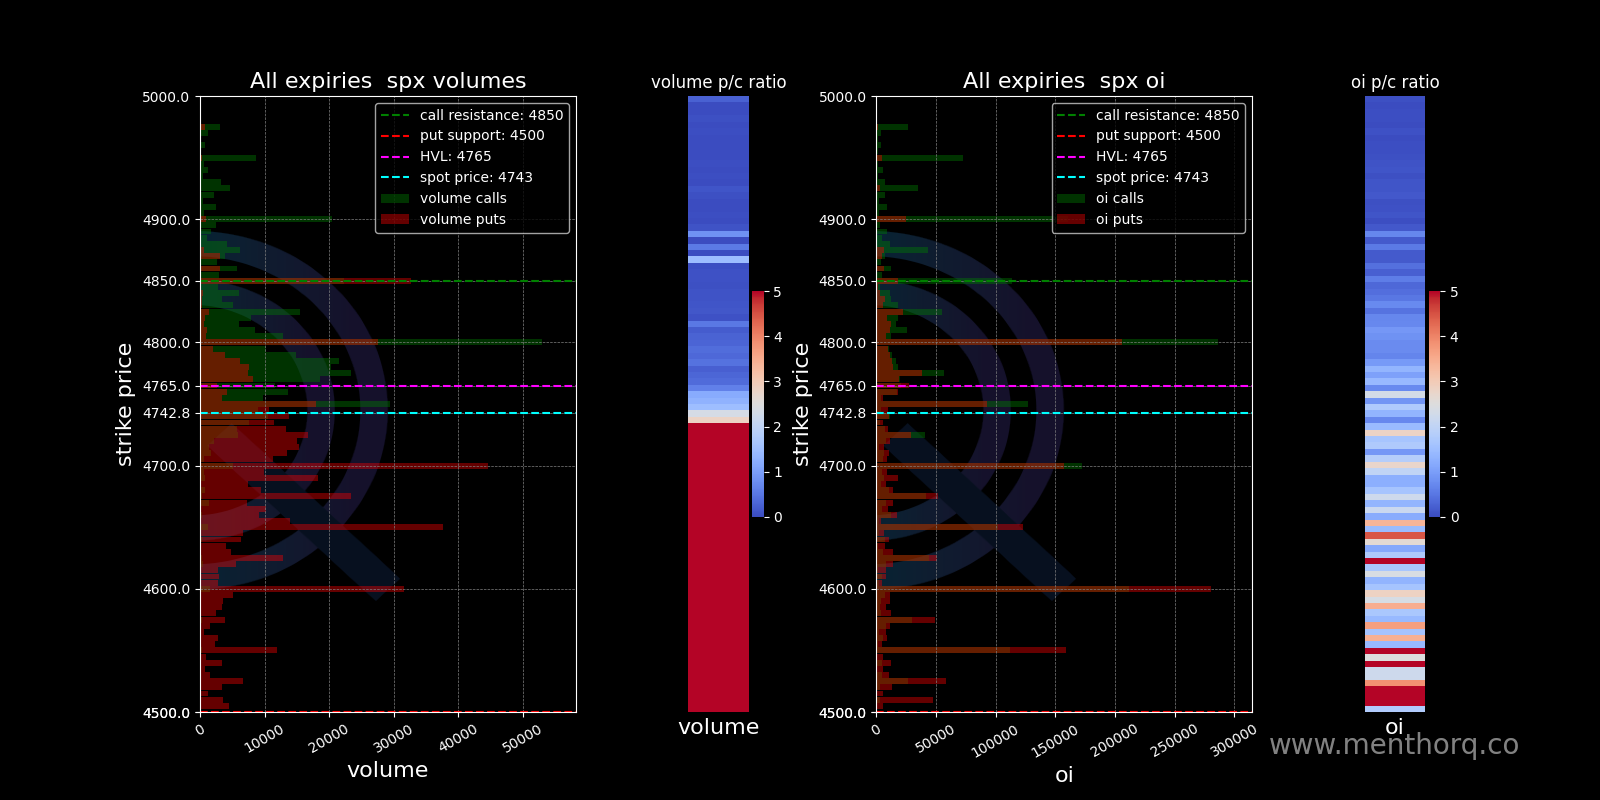 All expiries  spx volumes
5000.0
4900.0
4850.0
4800.0
4765.0
4742.8
4700.0
4600.0
4500.0
strike price
call resistance: 4850
put support: 4500
HVL: 4765
spot price: 4743
volume calls
volume puts
0
10000
20000
30000
40000
50000
volume
volume p/c ratio
5
4
3
2
1
0
volume
All expiries  spx oi
5000.0
4900.0
4850.0
4800.0
4765.0
4742.8
4700.0
4600.0
4500.0
strike price
call resistance: 4850
put support: 4500
HVL: 4765
spot price: 4743
oi calls
oi puts
0
50000
100000
150000
200000
250000
300000
oi
oi p/c ratio
5
4
3
2
1
0
oi
www.menthorq.co